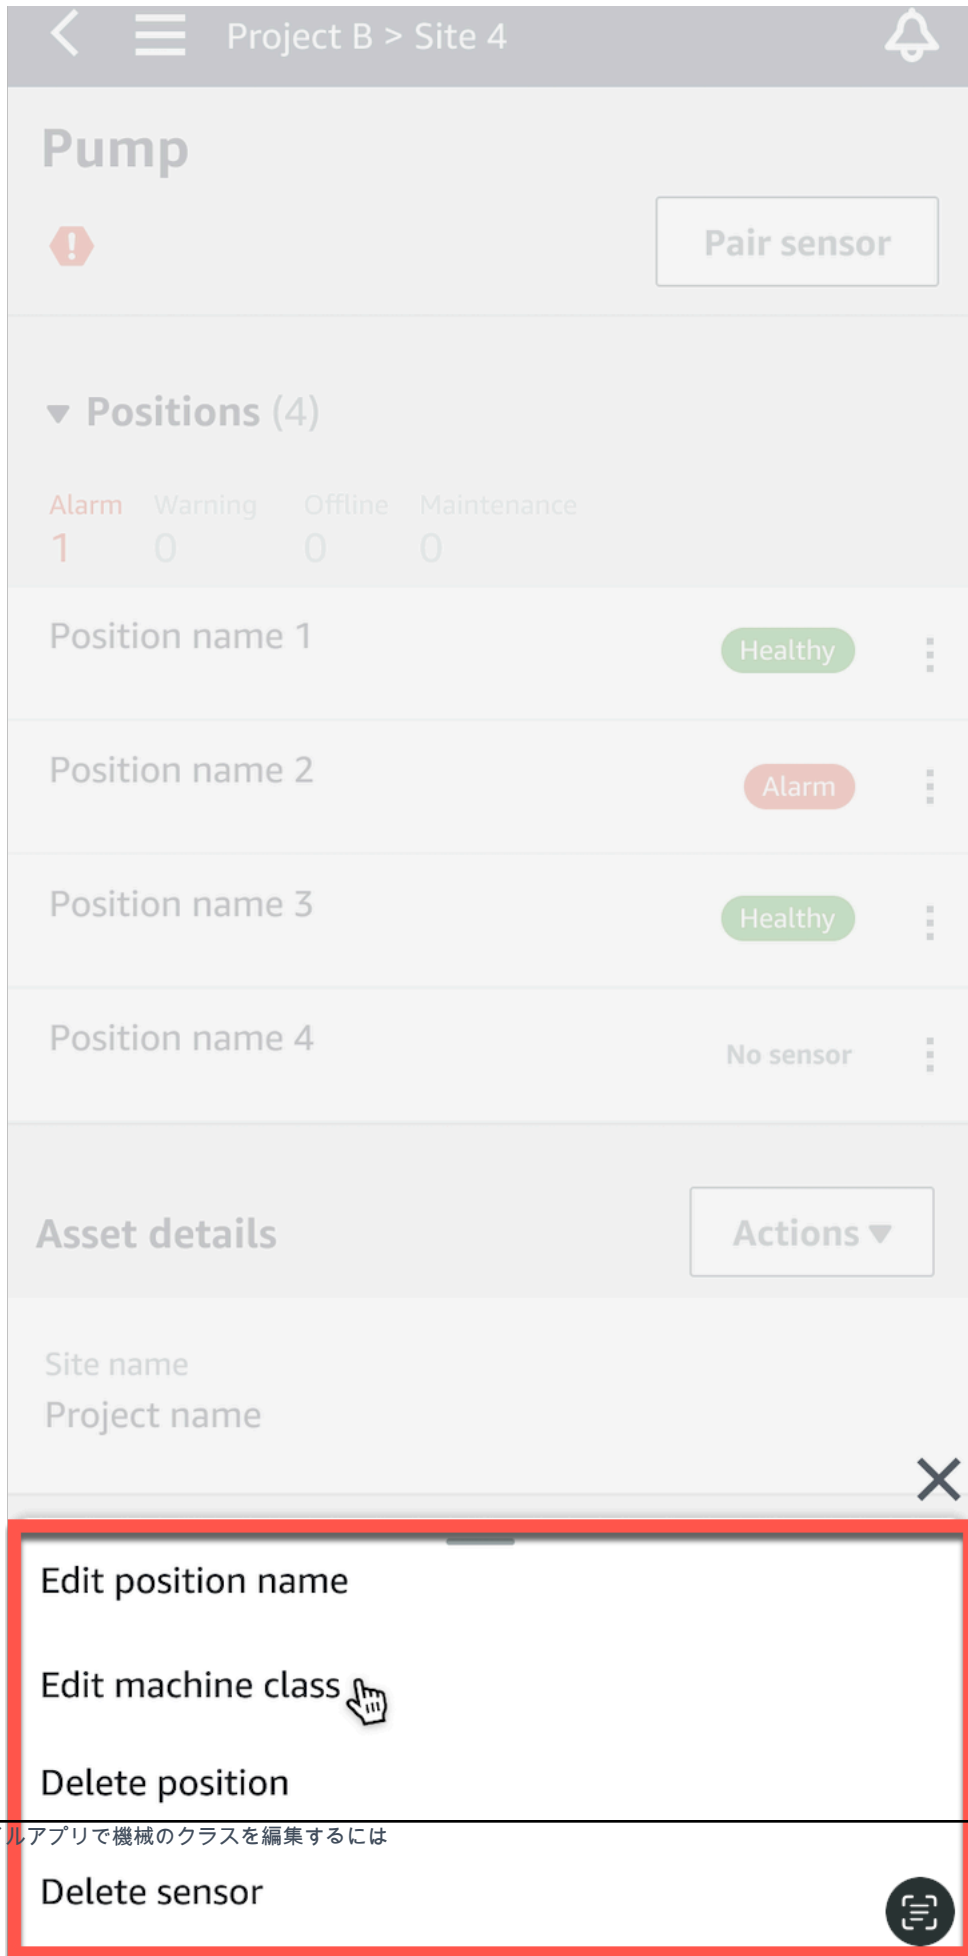 Project B > Site 4
Pump
Pair sensor
Positions (4)
Alarm Warning Offline Maintenance
1 0 0 0
Position name 1
Healthy
Position name 2
Alarm
Position name 3
Healthy
Position name 4
No sensor
Asset details
Actions
Site name
Project name
Edit position name
Edit machine class
Delete position
ルアプリで機械のクラスを編集するには
Delete sensor